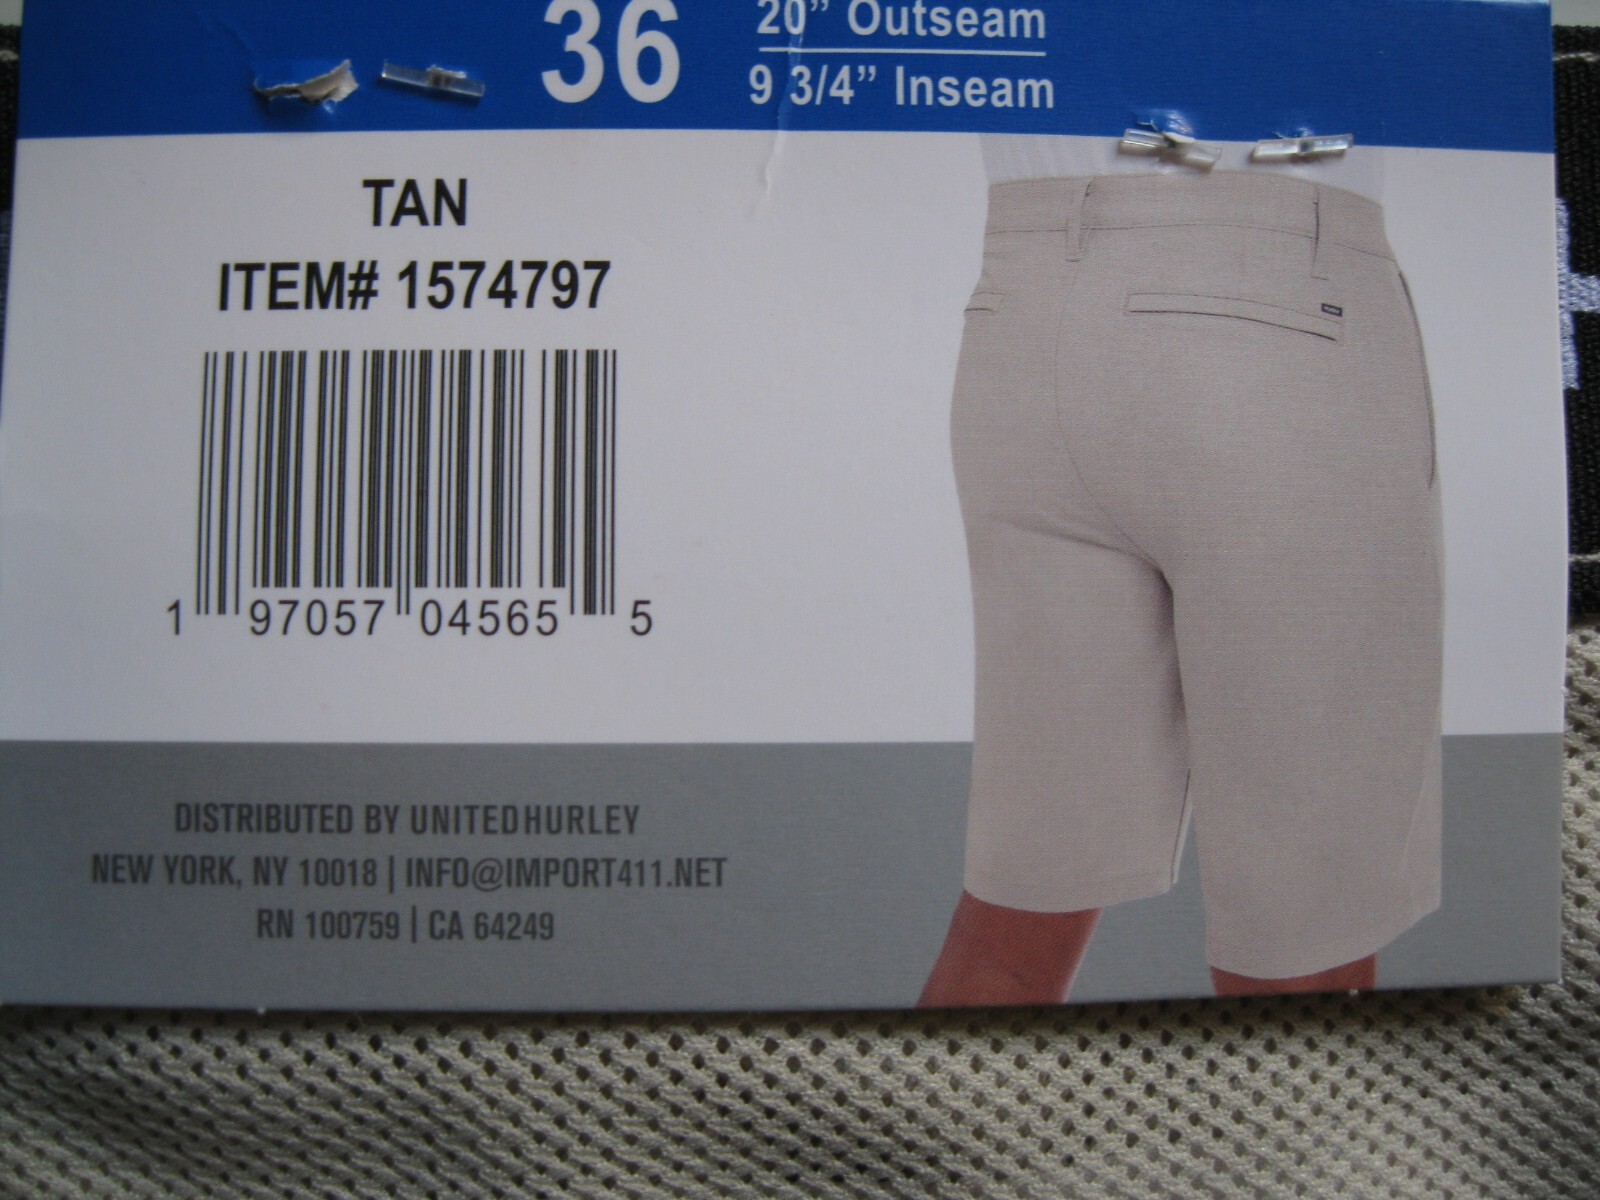 36
20” Outseam
9 3/4” Inseam
TAN
ITEM# 1574797
1 97057 04565 5
DISTRIBUTED BY UNITEDHURLEY
NEW YORK, NY 10018 | INFO@IMPORT411.NET
RN 100759 | CA 64249